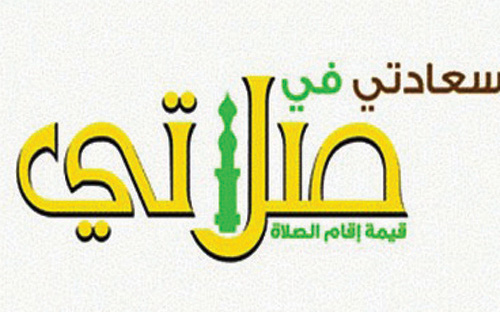 سعادتي في
صلاتي
قيمة إقام الصلاة